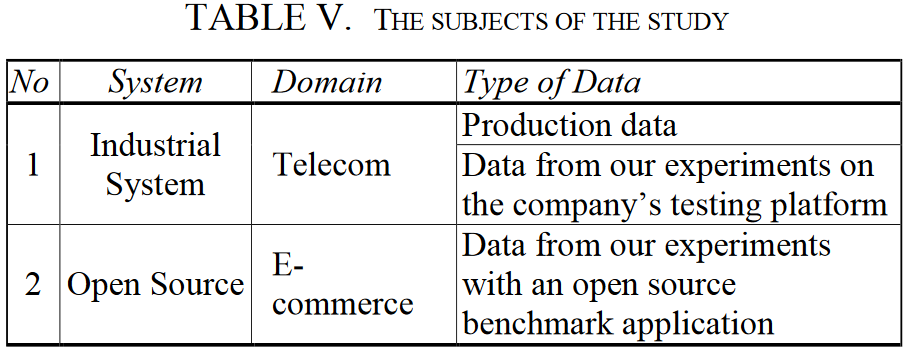 TABLE V. THE SUBJECTS OF THE STUDY
No System Domain Type of Data
1 Industrial System Telecom Production data
Data from our experiments on
the company's testing platform
2 Open Source E-
commerce Data from our experiments
with an open source
benchmark application